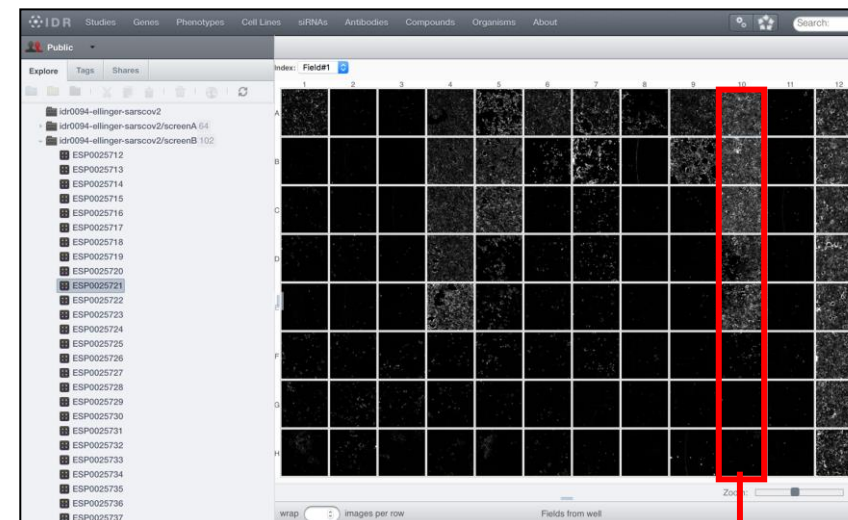 IDR Studies Genes Phenotypes Cell Lines siRNAs Antibodies Compounds Organisms About Search:
Public
Explore Tags Shares
Index: Field#1
1 2 3 4 5 6 7 8 9 10 11 12
idr0094-ellinger-sarscov2
idr0094-ellinger-sarscov2/screenA 64
idr0094-ellinger-sarscov2/screenB 102
ESP0025712
ESP0025713
ESP0025714
ESP0025715
ESP0025716
ESP0025717
ESP0025718
ESP0025719
ESP0025720
ESP0025721
ESP0025722
ESP0025723
ESP0025724
ESP0025725
ESP0025726
ESP0025727
ESP0025728
ESP0025729
ESP0025730
ESP0025731
ESP0025732
ESP0025733
ESP0025734
ESP0025735
ESP0025736
ESP0025737
A
B
C
D
F
G
H
Zoom:
wrap images per row Fields from well